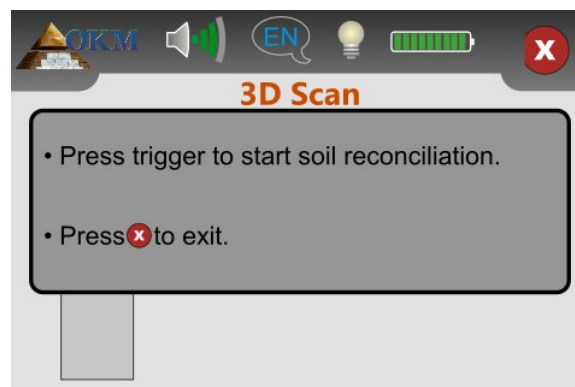 OKM
EN
X
3D Scan
• Press trigger to start soil reconciliation.
• Press X to exit.